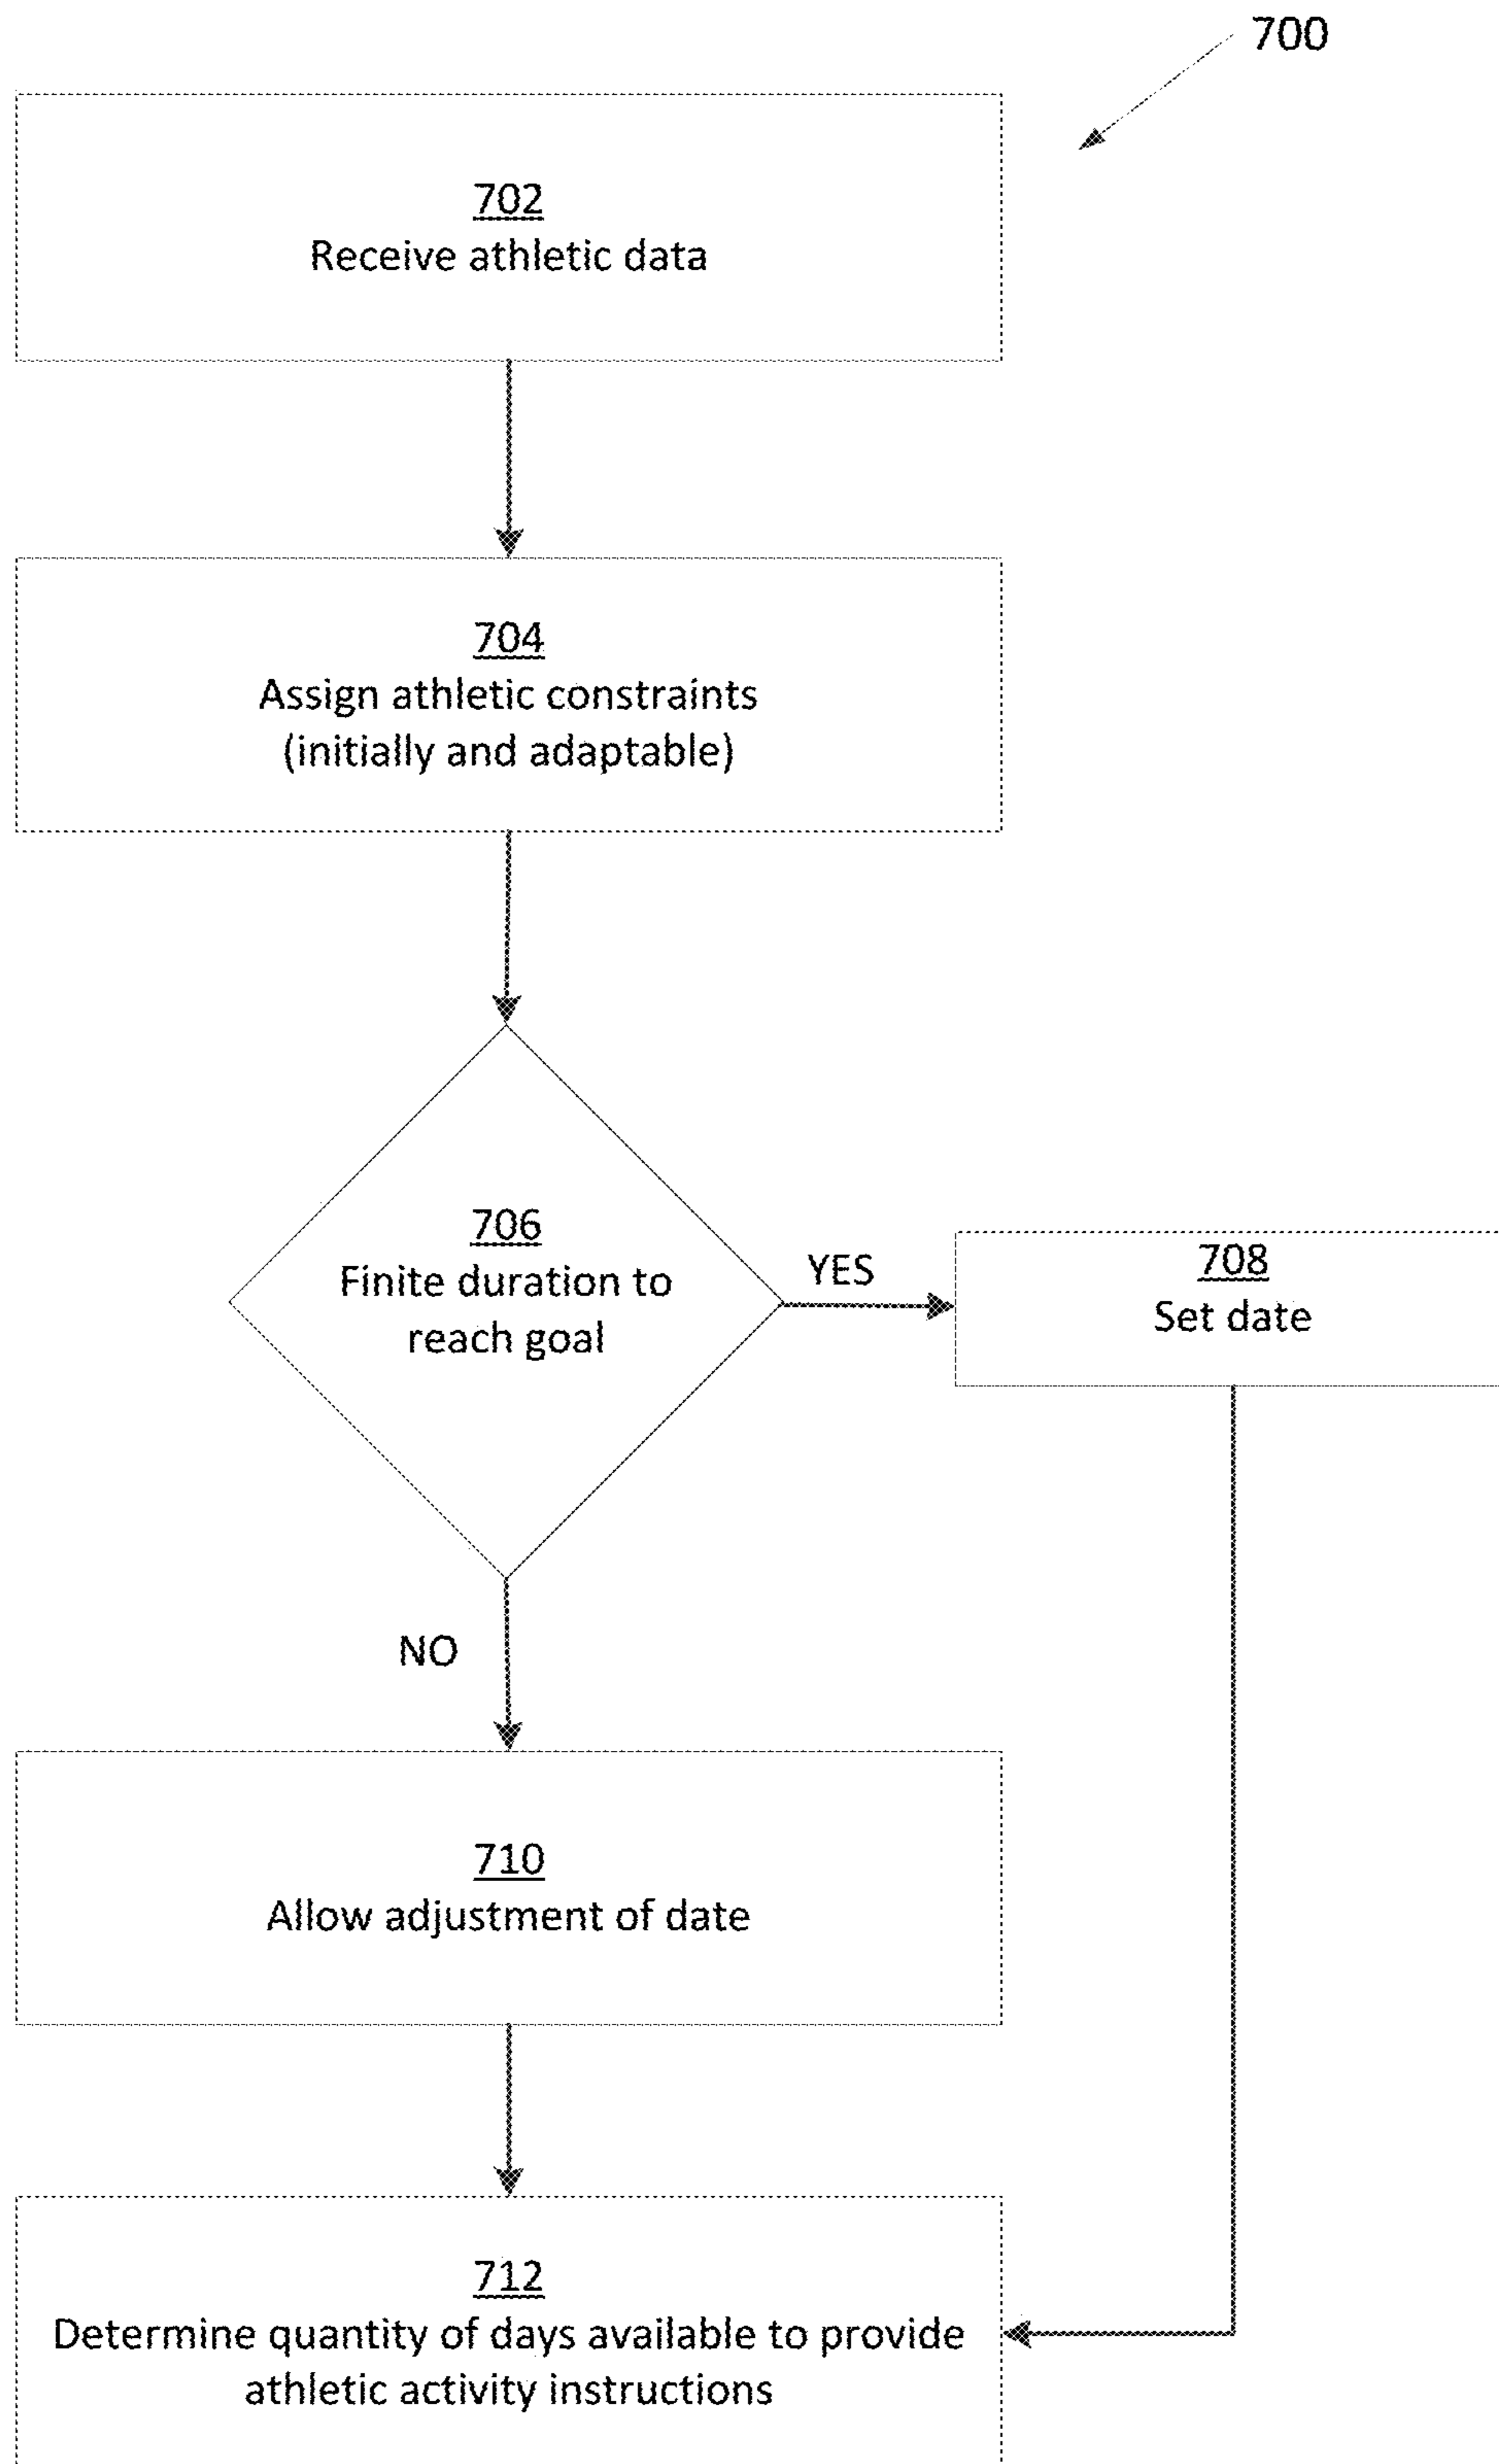 700
702
Receive athletic data
704
Assign athletic constraints
(initially and adaptable)
706
Finite duration to
reach goal
YES
708
Set date
NO
710
Allow adjustment of date
712
Determine quantity of days available to provide
athletic activity instructions